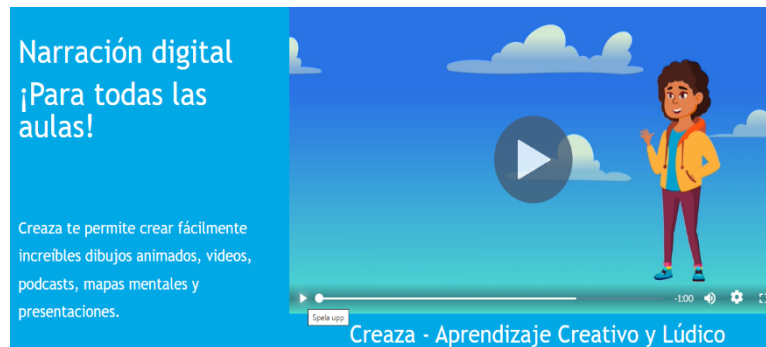 Narración digital
¡Para todas las
aulas!
Creaza te permite crear fácilmente
increíbles dibujos animados, videos,
podcasts, mapas mentales y
presentaciones.
-1:00
Spela upp
Creaza - Aprendizaje Creativo y Lúdico